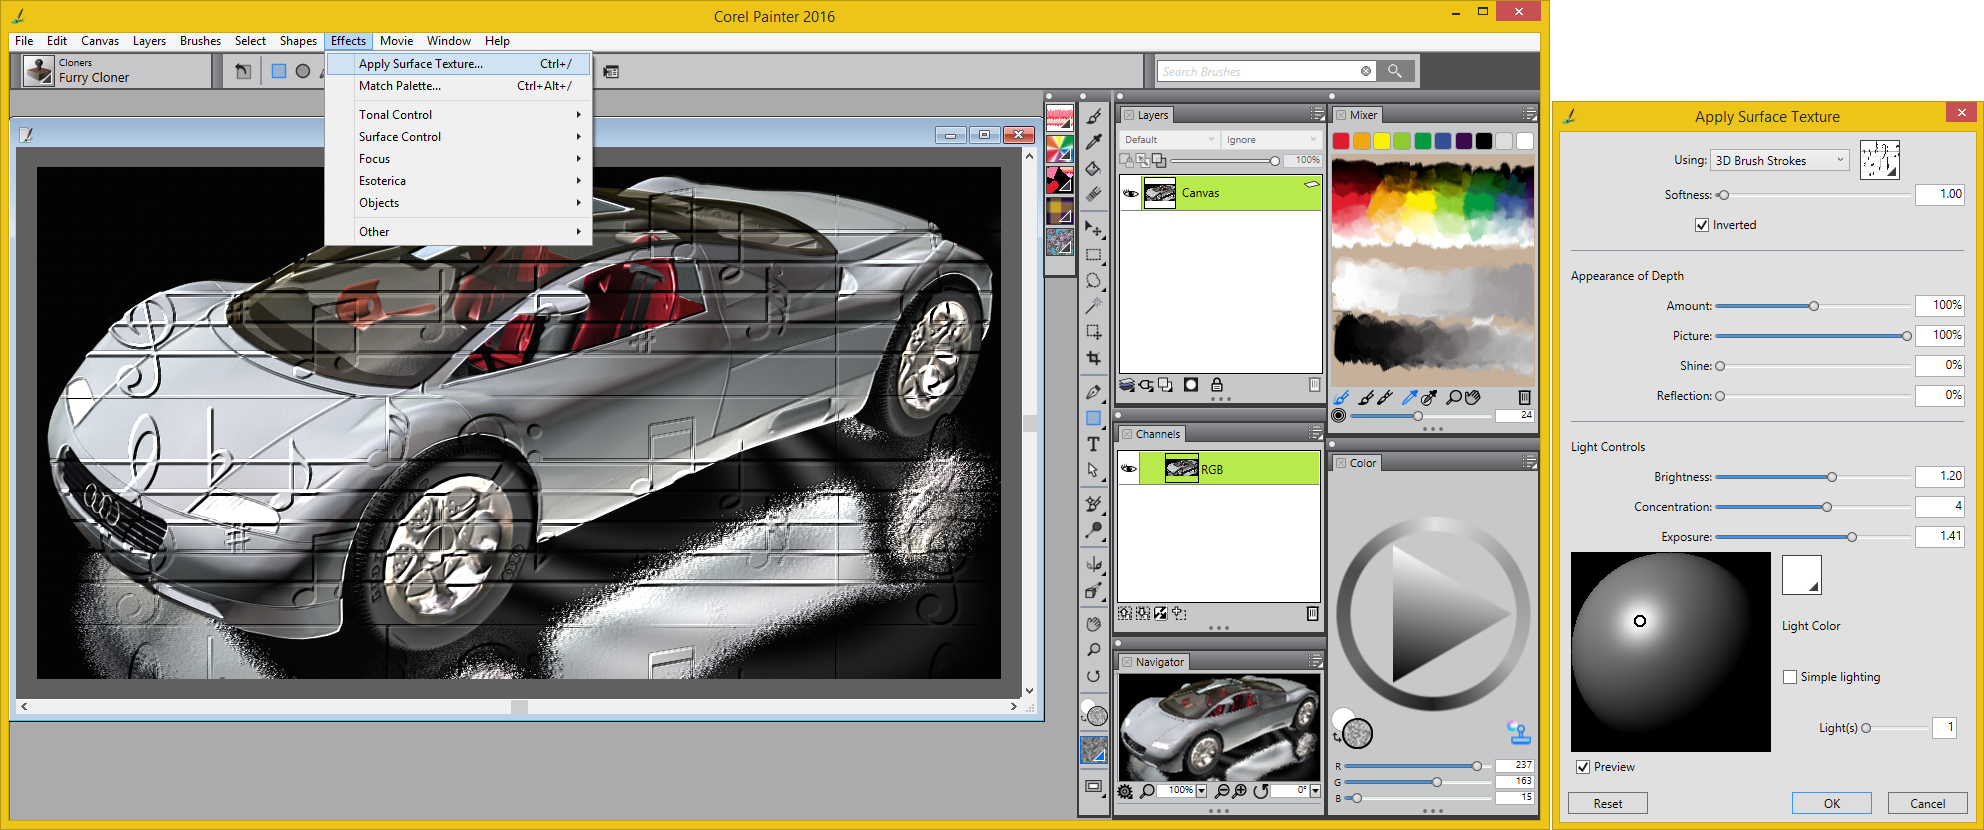 Corel Painter 2016
File Edit Canvas Layers Brushes Select Shapes Effects Movie Window Help
Cloners
Furry Cloner
Search Brushes
Apply Surface Texture... Ctrl+/
Match Palette... Ctrl+Alt+/
Tonal Control
Surface Control
Focus
Esoterica
Objects
Other
Layers
Default Ignore
100%
Canvas
Channels
RGB
Navigator
100% 0°
Mixer
24
Color
R 237
G 163
B 15
T
Apply Surface Texture
Using: 3D Brush Strokes
Softness: 1.00
Inverted
Appearance of Depth
Amount: 100%
Picture: 100%
Shine: 0%
Reflection: 0%
Light Controls
Brightness: 1.20
Concentration: 4
Exposure: 1.41
Light Color
Simple lighting
Light(s) 1
Preview
Reset OK Cancel